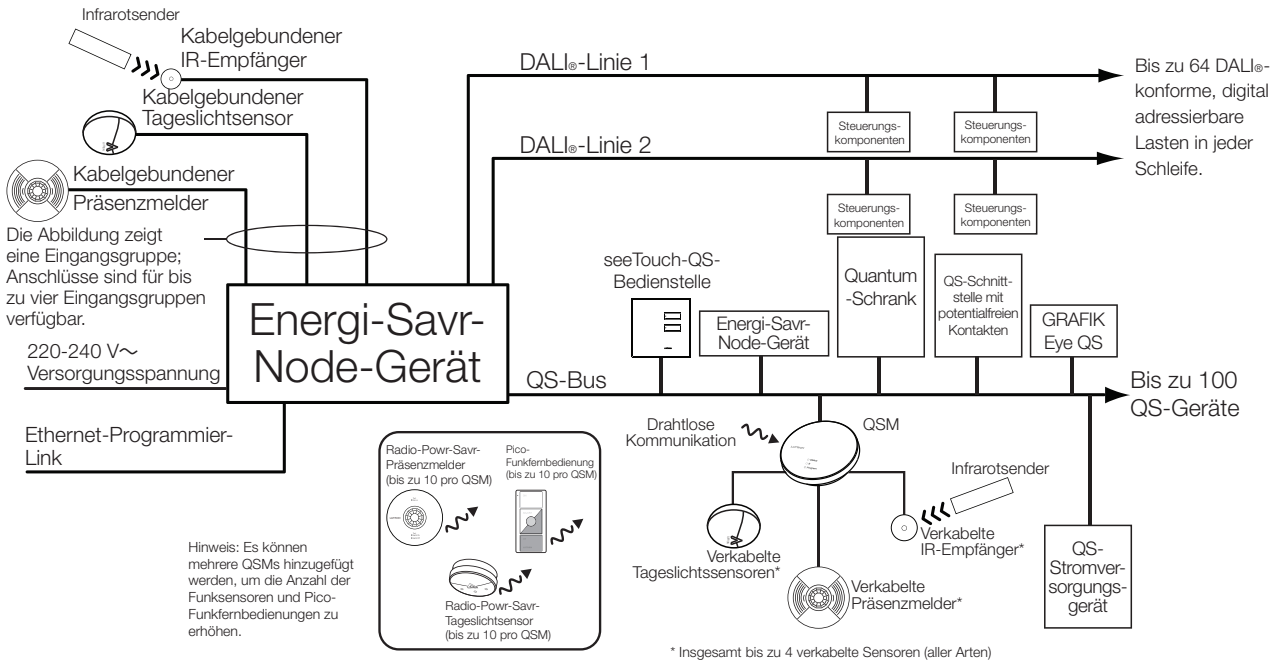 Infrarotsender
Kabelgebundener
IR-Empfänger
Kabelgebundener
Tageslichtsensor
Kabelgebundener
Präsenzmelder
Die Abbildung zeigt
eine Eingangsgruppe;
Anschlüsse sind für bis
zu vier Eingangsgruppen
verfügbar.
220-240 V~
Versorgungsspannung
Ethernet-Programmier-
Link
Energi-Savr-
Node-Gerät
DALI®-Linie 1
DALI®-Linie 2
Steuerungs-
komponenten
Steuerungs-
komponenten
Steuerungs-
komponenten
Steuerungs-
komponenten
Bis zu 64 DALI®-
konforme, digital
adressierbare
Lasten in jeder
Schleife.
seeTouch-QS-
Bedienstelle
Energi-Savr-
Node-Gerät
Quantum
-Schrank
QS-Schnitt-
stelle mit
potentialfreien
Kontakten
GRAFIK
Eye QS
QS-Bus
Bis zu 100
QS-Geräte
Drahtlose
Kommunikation
QSM
Infrarotsender
Verkabelte
Tageslichtssensoren*
Verkabelte
IR-Empfänger*
Verkabelte
Präsenzmelder*
QS-
Stromver-
sorgungs-
gerät
Radio-Powr-Savr-
Präsenzmelder
(bis zu 10 pro QSM)
Pico-
Funkfernbedienung
(bis zu 10 pro QSM)
Radio-Powr-Savr-
Tageslichtsensor
(bis zu 10 pro QSM)
Hinweis: Es können
mehrere QSMs hinzugefügt
werden, um die Anzahl der
Funksensoren und Pico-
Funkfernbedienungen zu
erhöhen.
* Insgesamt bis zu 4 verkabelte Sensoren (aller Arten)